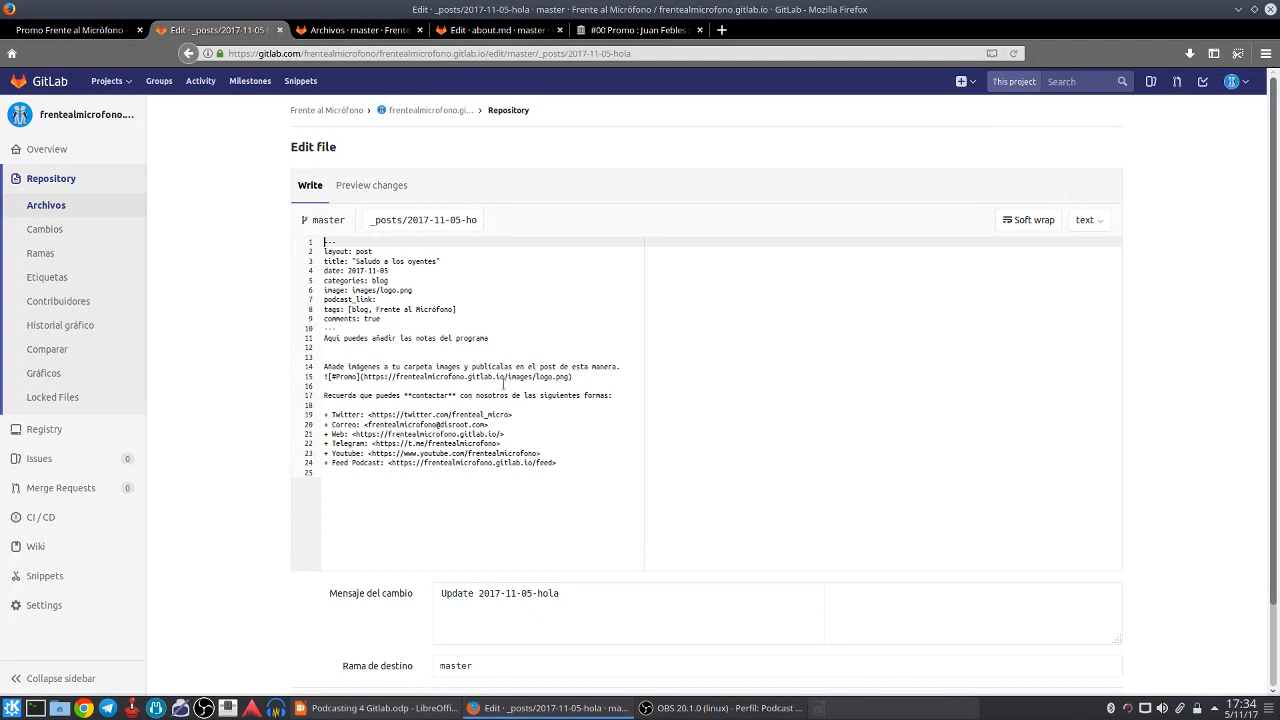 Edit · _posts/2017-11-05-hola · master · Frente al Micrófono / frentealmicrofono.gitlab.io · GitLab - Mozilla Firefox
Promo Frente al Micrófono
Edit · _posts/2017-11-05
Archivos · master · Frente
Edit · about.md · master ·
#00 Promo : Juan Febles
https://gitlab.com/frentealmicrofono/frentealmicrofono.gitlab.io/edit/master/_posts/2017-11-05-hola
GitLab
Projects
Groups
Activity
Milestones
Snippets
This project
Search
frentealmicrofono....
Frente al Micrófono
frentealmicrofono.gi...
Repository
Overview
Repository
Archivos
Cambios
Ramas
Etiquetas
Contribuidores
Historial gráfico
Comparar
Gráficos
Locked Files
Registry
Issues 0
Merge Requests 0
CI / CD
Wiki
Snippets
Settings
Collapse sidebar
Edit file
Write
Preview changes
master
_posts/2017-11-05-ho
Soft wrap
text
1 ---
2 layout: post
3 title: "Saludo a los oyentes"
4 date: 2017-11-05
5 categories: blog
6 image: images/logo.png
7 podcast_link:
8 tags: [blog, Frente al Micrófono]
9 comments: true
10 ---
11 Aquí puedes añadir las notas del programa
12
13
14 Añade imágenes a tu carpeta images y publícalas en el post de esta manera.
15 ![#Promo](https://frentealmicrofono.gitlab.io/images/logo.png)
16
17 Recuerda que puedes **contactar** con nosotros de las siguientes formas:
18
19 + Twitter: <https://twitter.com/frenteal_micro>
20 + Correo: <frentealmicrofono@disroot.com>
21 + Web: <https://frentealmicrofono.gitlab.io/>
22 + Telegram: <https://t.me/frentealmicrofono>
23 + Youtube: <https://www.youtube.com/frentealmicrofono>
24 + Feed Podcast: <https://frentealmicrofono.gitlab.io/feed>
25
Mensaje del cambio
Update 2017-11-05-hola
Rama de destino
master
Podcasting 4 Gitlab.odp - LibreOffi...
Edit · _posts/2017-11-05-hola · ma...
OBS 20.1.0 (linux) - Perfil: Podcast ...
17:34
5/11/17